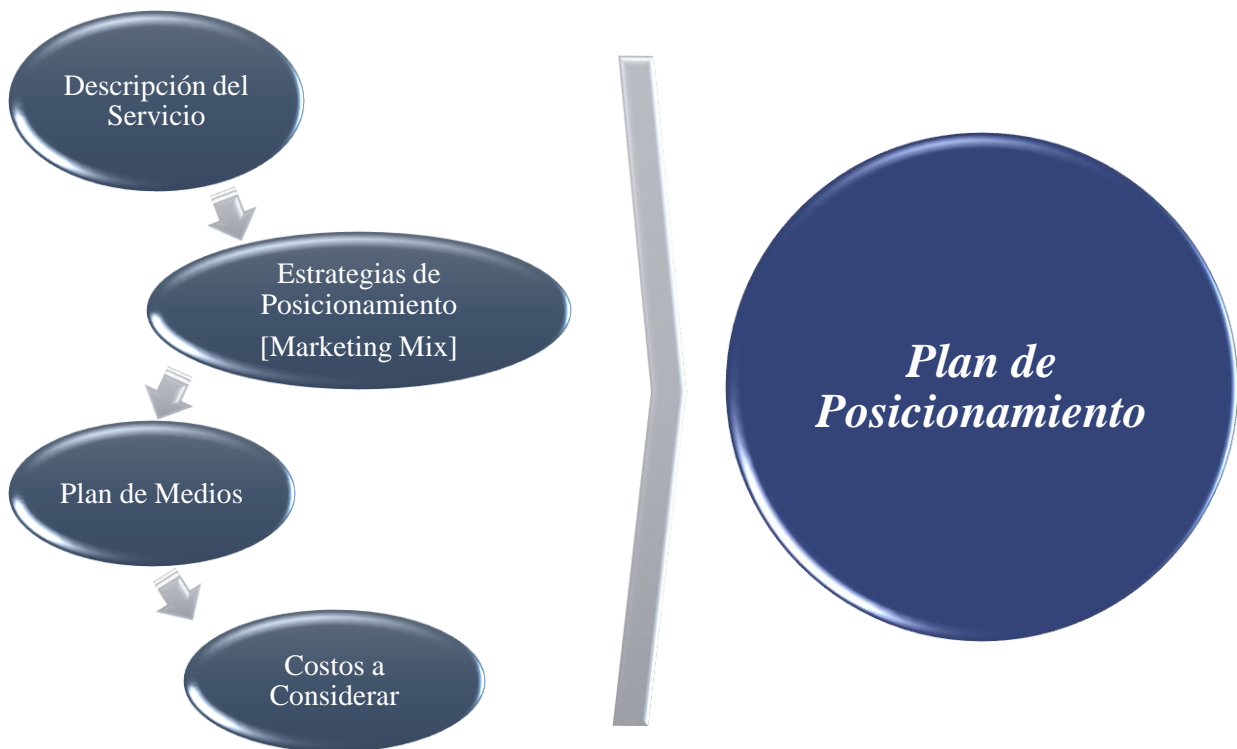 Descripción del
Servicio
Estrategias de
Posicionamiento
[Marketing Mix]
Plan de Medios
Costos a
Considerar
Plan de
Posicionamiento